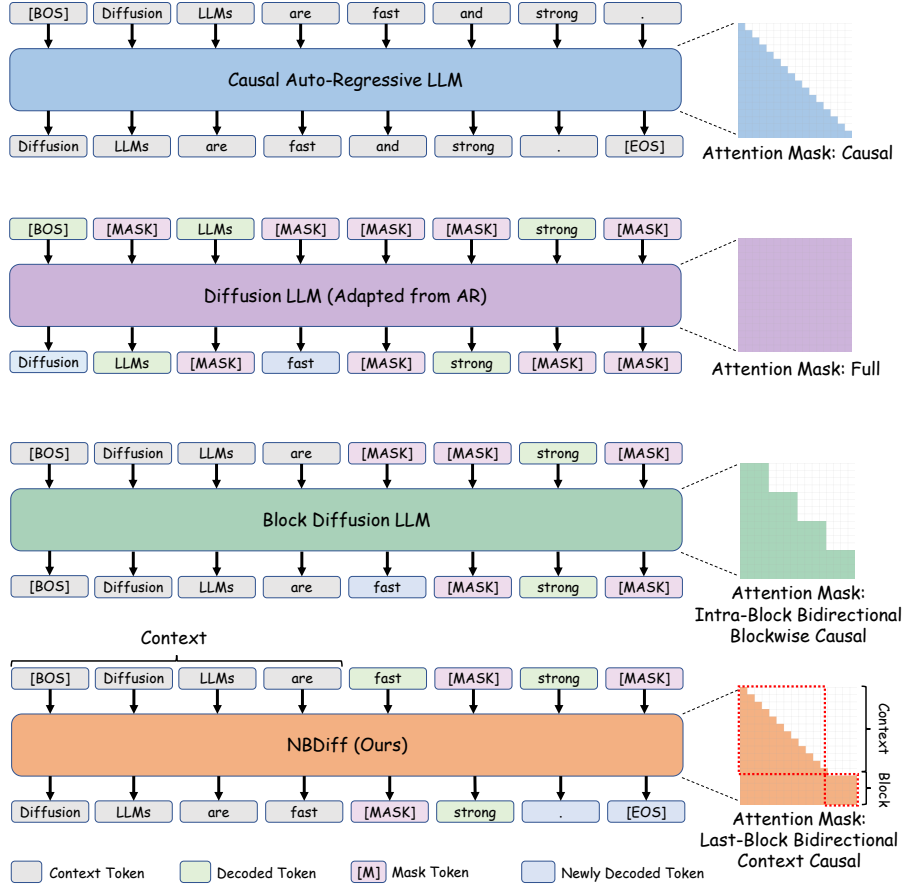 [BOS] Diffusion LLMs are fast and strong .
Causal Auto-Regressive LLM
Diffusion LLMs are fast and strong . [EOS]
Attention Mask: Causal
[BOS] [MASK] LLMs [MASK] [MASK] [MASK] strong [MASK]
Diffusion LLM (Adapted from AR)
Diffusion LLMs [MASK] fast [MASK] strong [MASK] [MASK]
Attention Mask: Full
[BOS] Diffusion LLMs are [MASK] [MASK] strong [MASK]
Block Diffusion LLM
[BOS] Diffusion LLMs are fast [MASK] strong [MASK]
Attention Mask:
Intra-Block Bidirectional
Blockwise Causal
Context
[BOS] Diffusion LLMs are fast [MASK] strong [MASK]
NBDiff (Ours)
Diffusion LLMs are fast [MASK] strong . [EOS]
Context
Block
Attention Mask:
Last-Block Bidirectional
Context Causal
Context Token
Decoded Token
[M] Mask Token
Newly Decoded Token